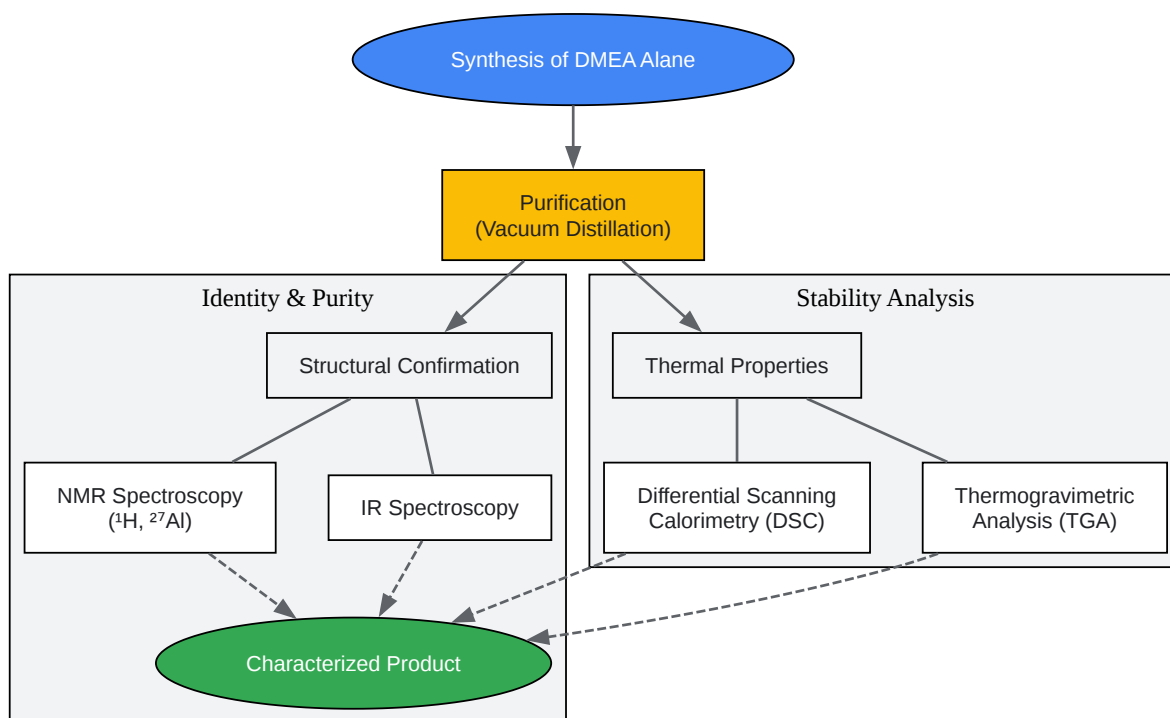 Synthesis of DMEA Alane
Purification
(Vacuum Distillation)
Identity & Purity
Stability Analysis
Structural Confirmation
Thermal Properties
NMR Spectroscopy
(¹H, ²⁷Al)
IR Spectroscopy
Differential Scanning
Calorimetry (DSC)
Thermogravimetric
Analysis (TGA)
Characterized Product